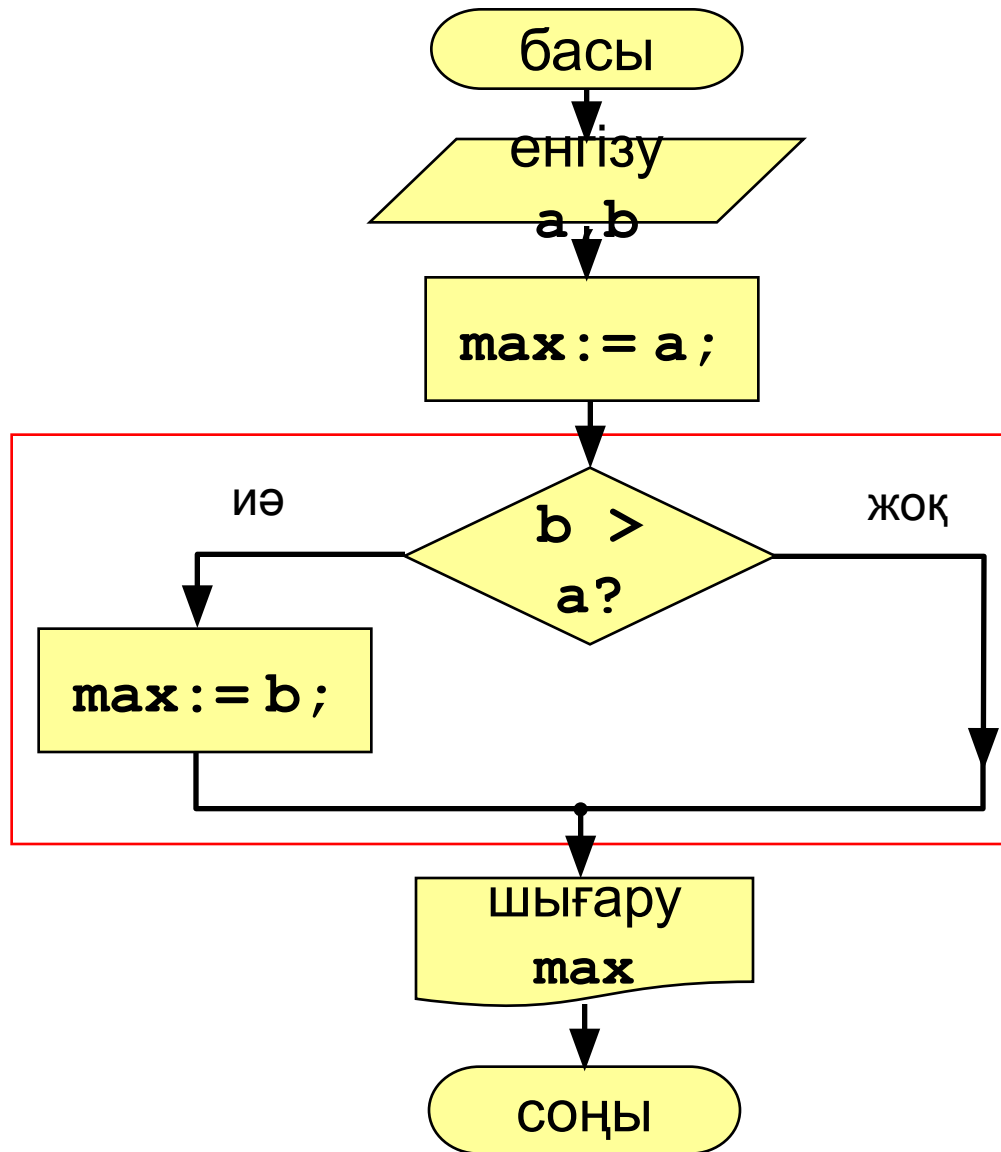 басы
енгізу
a,b
max:= a;
иә
жоқ
b >
a?
max:= b;
шығару
max
соңы